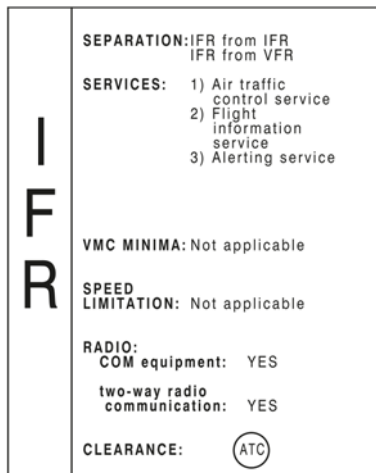 IFR
SEPARATION: IFR from IFR
IFR from VFR
SERVICES: 1) Air traffic
control service
2) Flight
information
service
3) Alerting service
VMC MINIMA: Not applicable
SPEED
LIMITATION: Not applicable
RADIO:
COM equipment: YES
two-way radio
communication: YES
CLEARANCE: ATC